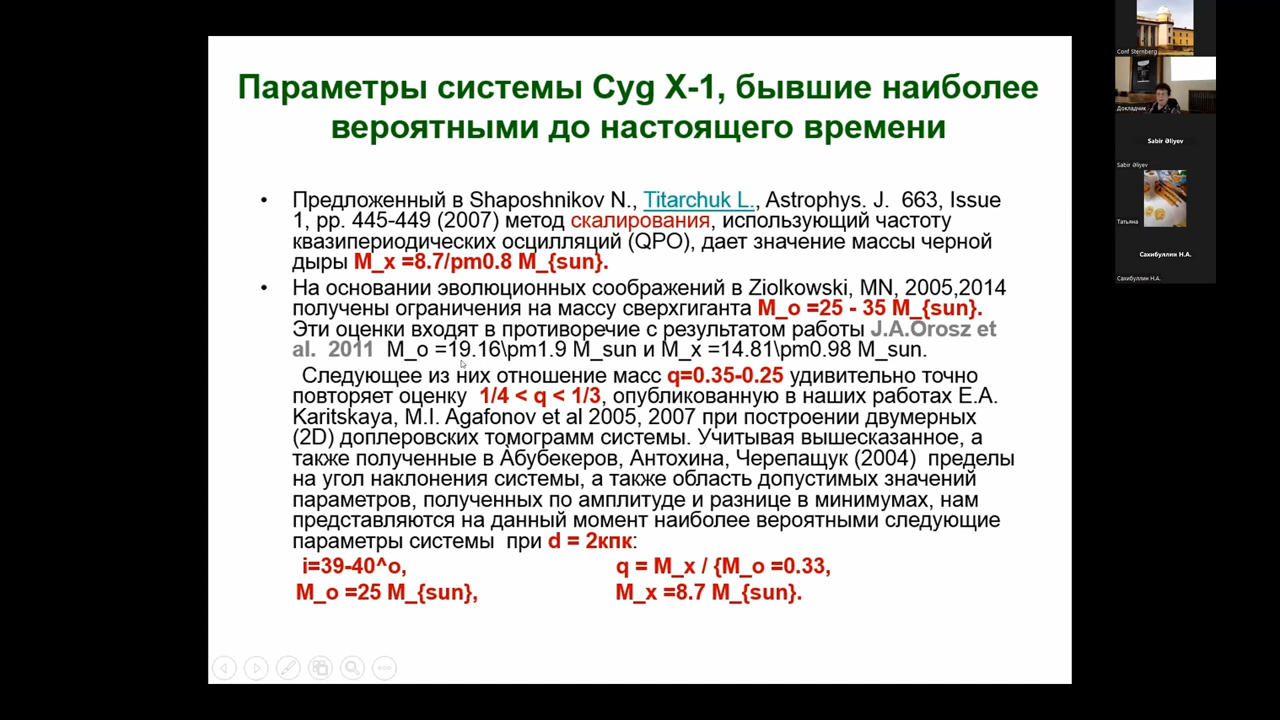 Параметры системы Cyg X-1, бывшие наиболее
вероятными до настоящего времени
• Предложенный в Shaposhnikov N., Titarchuk L., Astrophys. J. 663, Issue
1, pp. 445-449 (2007) метод скалирования, использующий частоту
квазипериодических осцилляций (QPO), дает значение массы черной
дыры M_x =8.7/pm0.8 M_{sun}.
• На основании эволюционных соображений в Ziolkowski, MN, 2005,2014
получены ограничения на массу сверхгиганта M_o =25 - 35 M_{sun}.
Эти оценки входят в противоречие с результатом работы J.A.Orosz et
al. 2011 M_o =19.16\pm1.9 M_sun и M_x =14.81\pm0.98 M_sun.
Следующее из них отношение масс q=0.35-0.25 удивительно точно
повторяет оценку 1/4 < q < 1/3, опубликованную в наших работах E.A.
Karitskaya, M.I. Agafonov et al 2005, 2007 при построении двумерных
(2D) доплеровских томограмм системы. Учитывая вышесказанное, а
также полученные в Абубекеров, Антохина, Черепащук (2004) пределы
на угол наклонения системы, а также область допустимых значений
параметров, полученных по амплитуде и разнице в минимумах, нам
представляются на данный момент наиболее вероятными следующие
параметры системы при d = 2кпк:
i=39-40^o, q = M_x / {M_o =0.33,
M_o =25 M_{sun}, M_x =8.7 M_{sun}.
Conf Sternberg
Докладчик
Sabir Əliyev
Sabir Əliyev
Татьяна
Сахибуллин Н.А.
Сахибуллин Н.А.